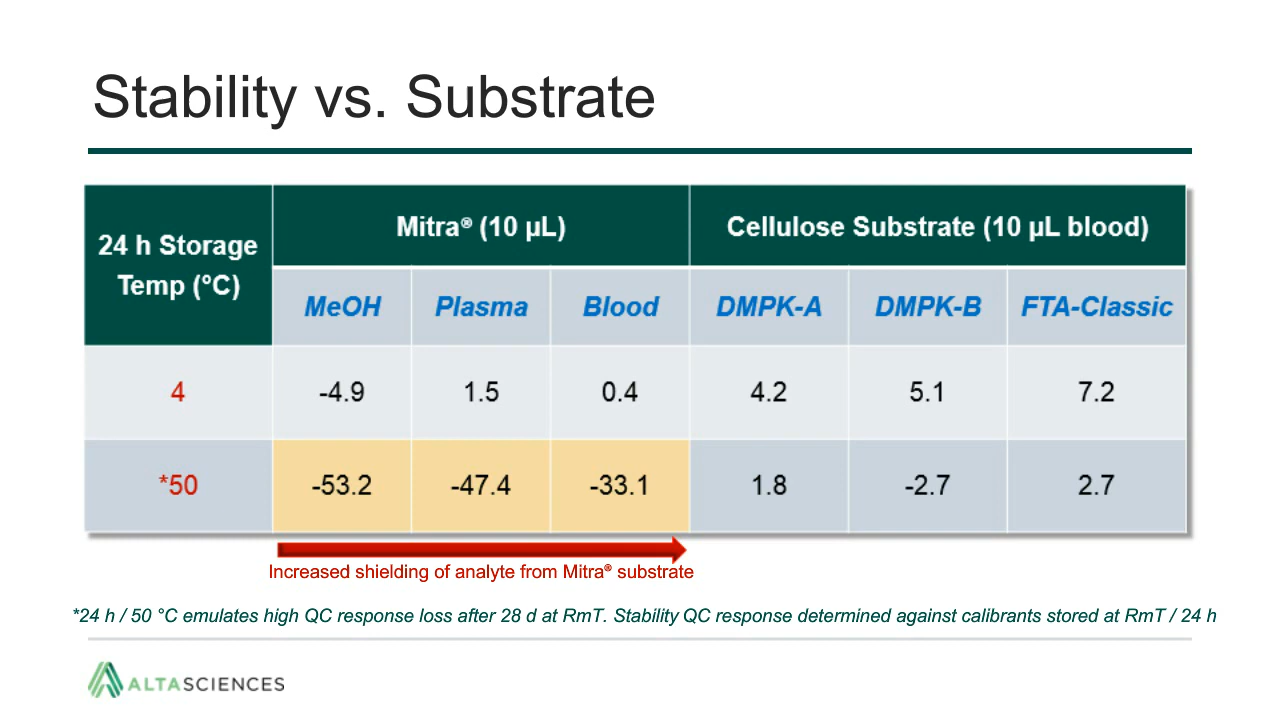 Stability vs. Substrate
24 h Storage
Temp (°C)
Mitra® (10 µL)
Cellulose Substrate (10 µL blood)
MeOH Plasma Blood DMPK-A DMPK-B FTA-Classic
4 -4.9 1.5 0.4 4.2 5.1 7.2
*50 -53.2 -47.4 -33.1 1.8 -2.7 2.7
Increased shielding of analyte from Mitra® substrate
*24 h / 50 °C emulates high QC response loss after 28 d at RmT. Stability QC response determined against calibrants stored at RmT / 24 h
ALTASCIENCES